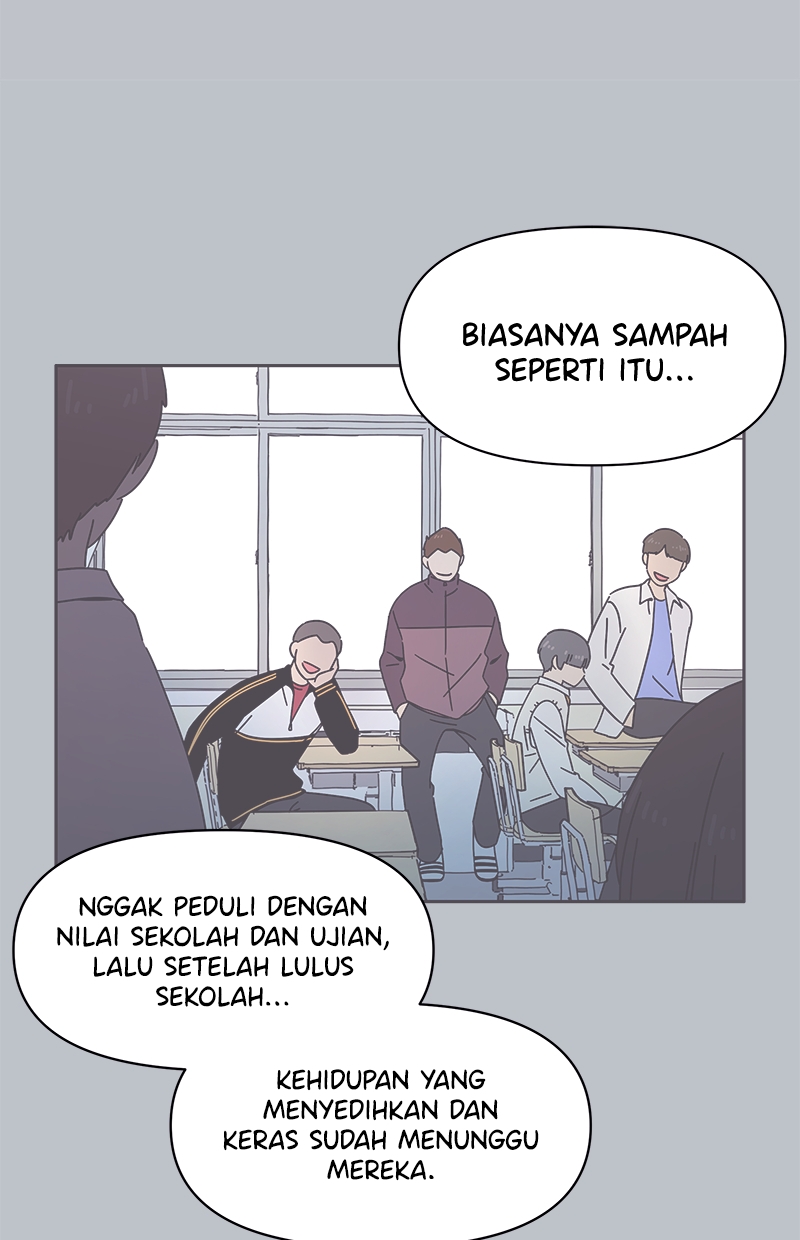 BIASANYA SAMPAH
SEPERTI ITU...
NGGAK PEDULI DENGAN
NILAI SEKOLAH DAN UJIAN,
LALU SETELAH LULUS
SEKOLAH...
KEHIDUPAN YANG
MENYEDIHKAN DAN
KERAS SUDAH MENUNGGU
MEREKA.